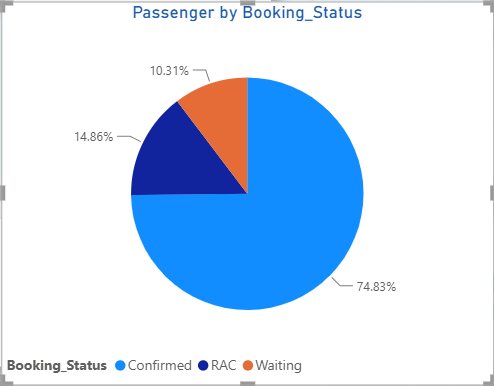 Passenger by Booking_Status
10.31%
14.86%
74.83%
Booking_Status Confirmed RAC Waiting